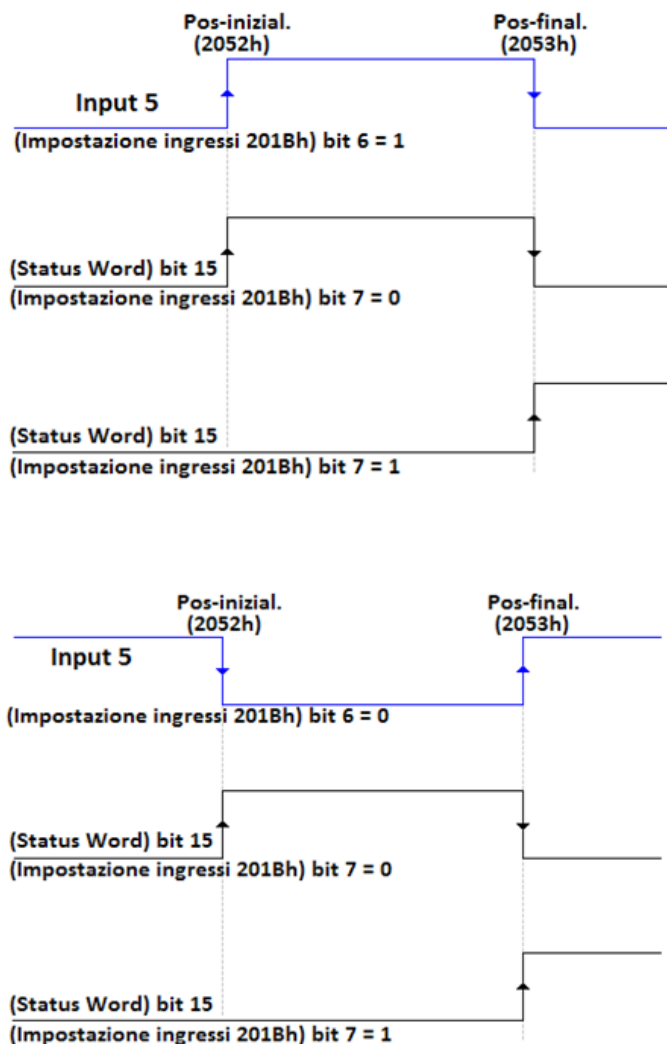 Pos-inizial.
(2052h)
Pos-final.
(2053h)
Input 5
(Impostazione ingressi 201Bh) bit 6 = 1
(Status Word) bit 15
(Impostazione ingressi 201Bh) bit 7 = 0
(Status Word) bit 15
(Impostazione ingressi 201Bh) bit 7 = 1
Pos-inizial.
(2052h)
Pos-final.
(2053h)
Input 5
(Impostazione ingressi 201Bh) bit 6 = 0
(Status Word) bit 15
(Impostazione ingressi 201Bh) bit 7 = 0
(Status Word) bit 15
(Impostazione ingressi 201Bh) bit 7 = 1